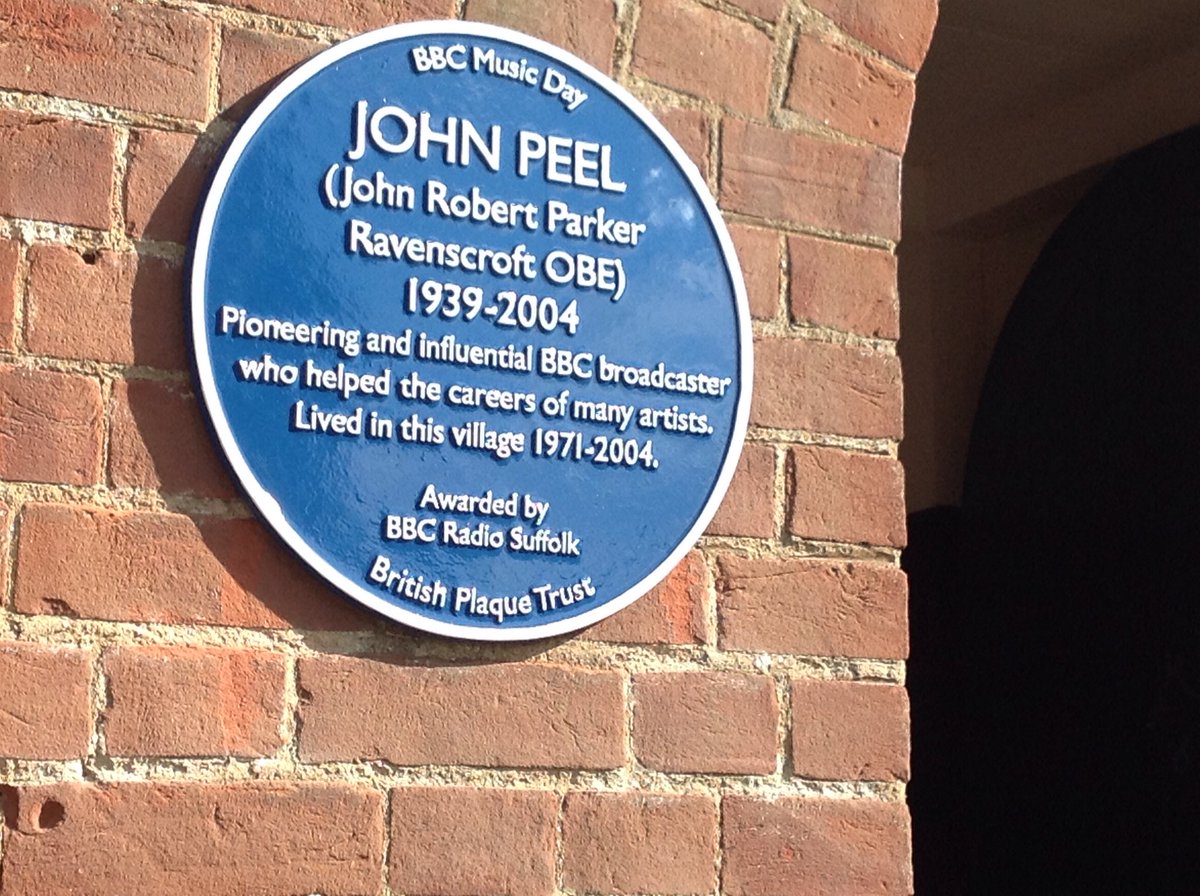 BBC Music Day
JOHN PEEL
(John Robert Parker
Ravenscroft OBE)
1939-2004
Pioneering and influential BBC broadcaster
who helped the careers of many artists.
Lived in this village 1971-2004.
Awarded by
BBC Radio Suffolk
British Plaque Trust